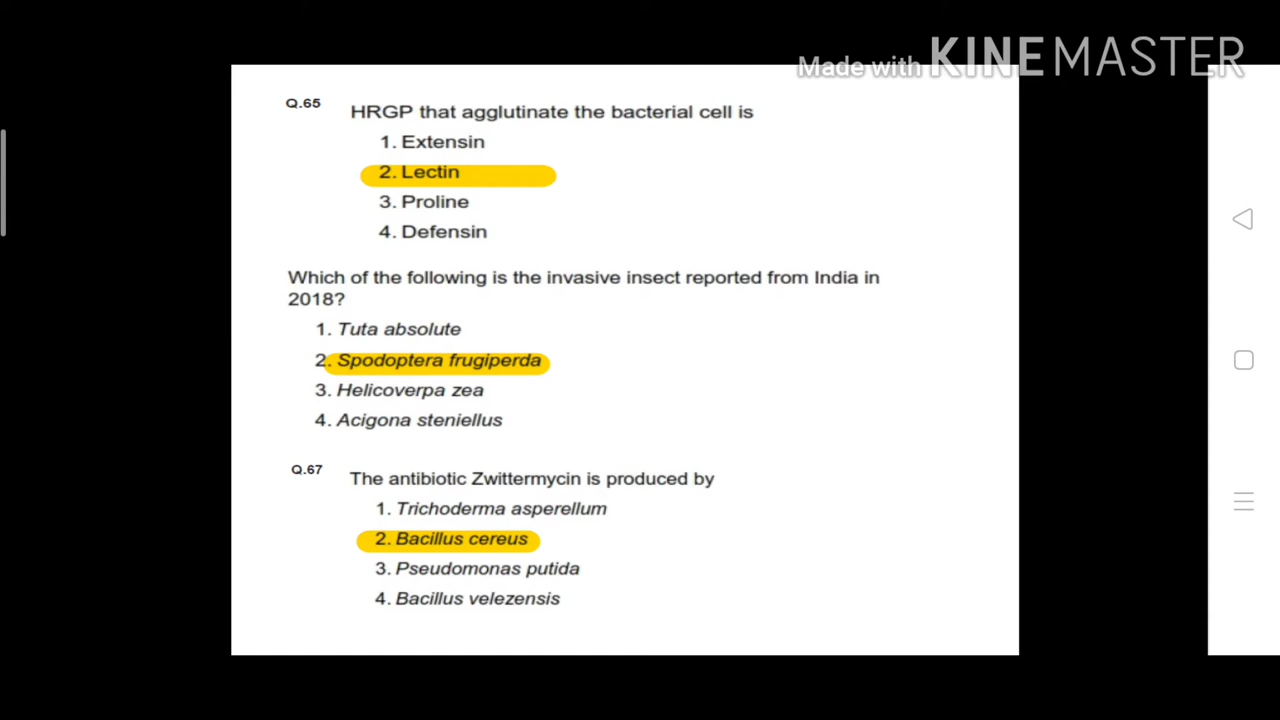 Made with KINEMASTER
Q.65
HRGP that agglutinate the bacterial cell is
1. Extensin
2. Lectin
3. Proline
4. Defensin
Which of the following is the invasive insect reported from India in
2018?
1. Tuta absolute
2. Spodoptera frugiperda
3. Helicoverpa zea
4. Acigona steniellus
Q.67
The antibiotic Zwittermycin is produced by
1. Trichoderma asperellum
2. Bacillus cereus
3. Pseudomonas putida
4. Bacillus velezensis